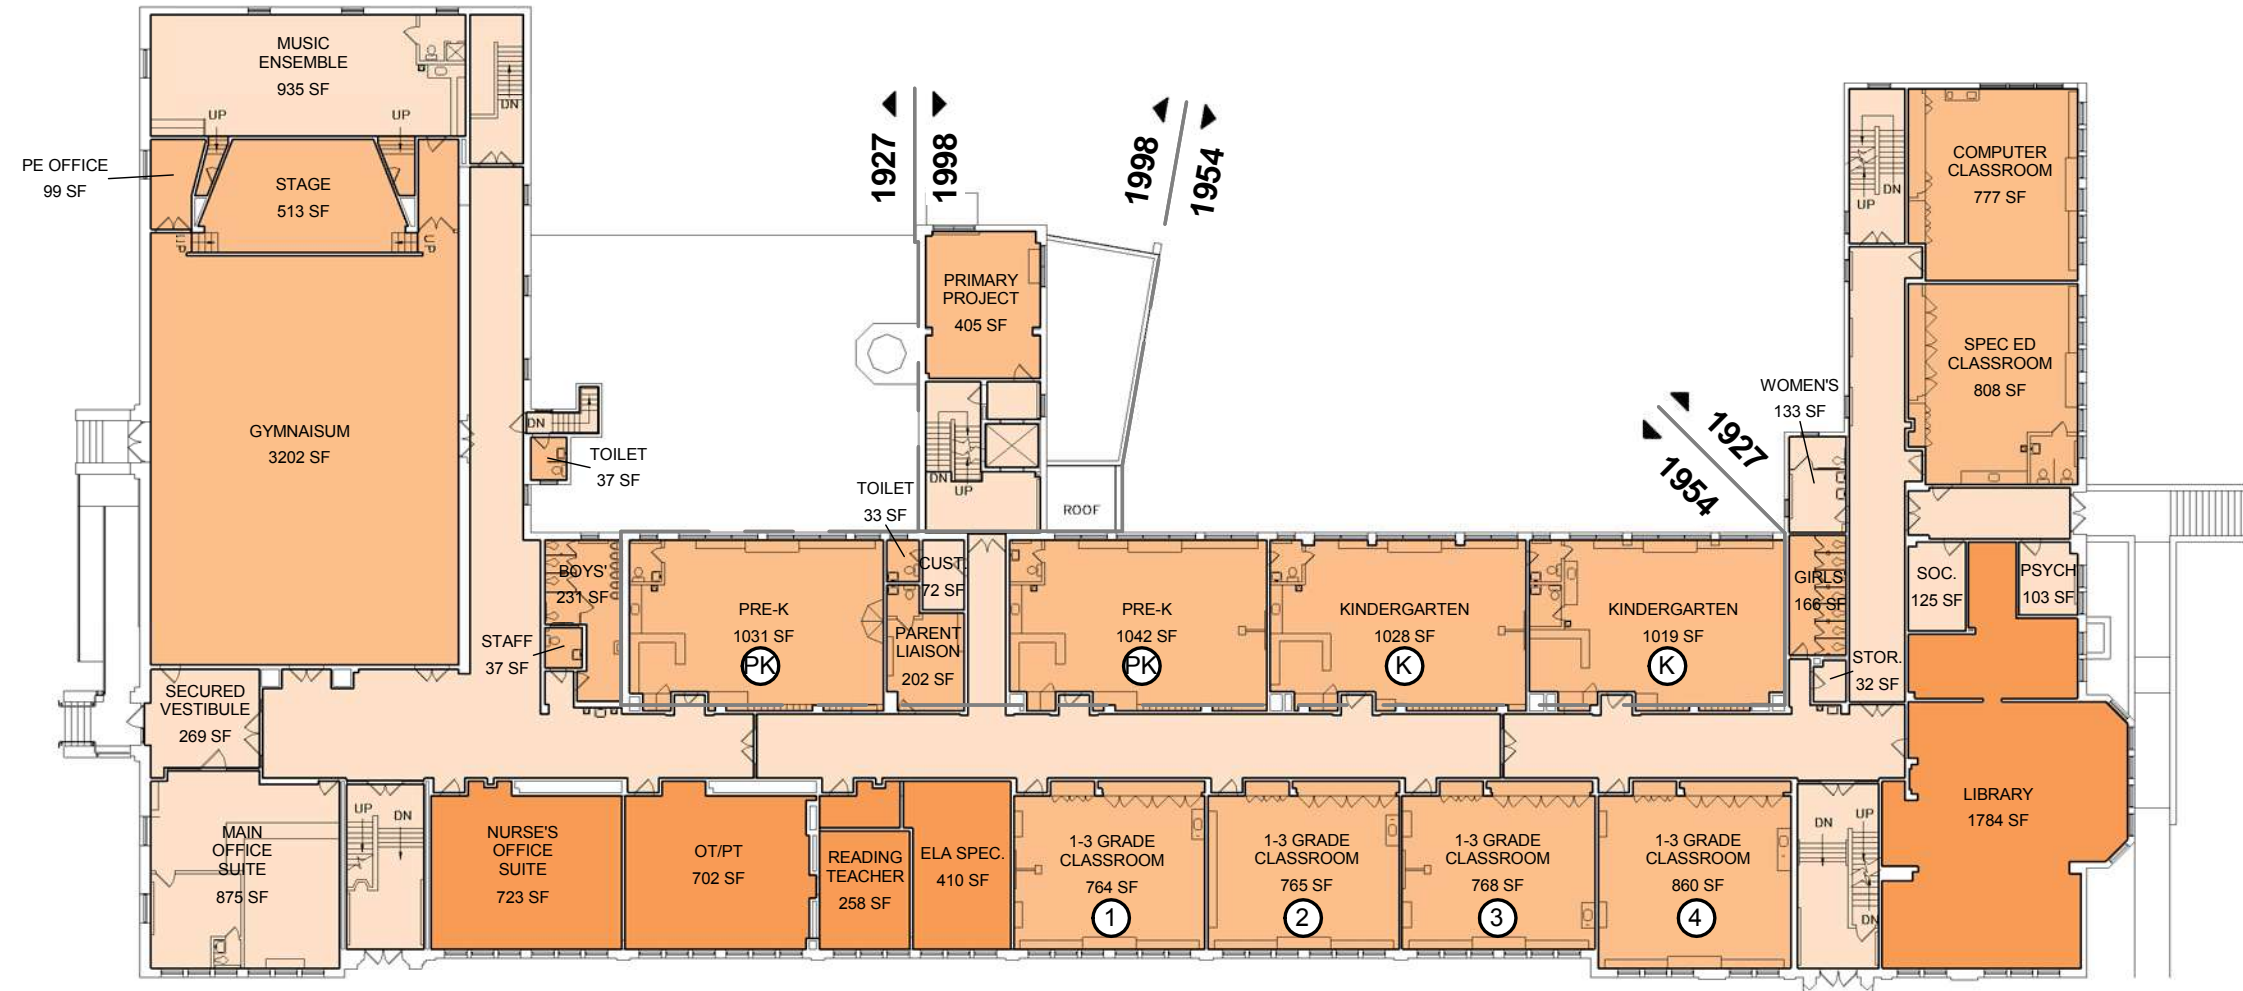 MUSIC
ENSEMBLE
935 SF
UP
UP
DN
PE OFFICE
99 SF
STAGE
513 SF
UP
UP
GYMNAISUM
3202 SF
DN
TOILET
37 SF
1927
1998
1998
1954
PRIMARY
PROJECT
405 SF
DN
UP
ROOF
TOILET
33 SF
CUST.
72 SF
BOYS'
231 SF
STAFF
37 SF
PRE-K
1031 SF
PK
PARENT
LIAISON
202 SF
PRE-K
1042 SF
PK
KINDERGARTEN
1028 SF
K
KINDERGARTEN
1019 SF
K
1927
1954
WOMEN'S
133 SF
GIRLS'
166 SF
STOR.
32 SF
DN
UP
COMPUTER
CLASSROOM
777 SF
SPEC ED
CLASSROOM
808 SF
SOC.
125 SF
PSYCH
103 SF
LIBRARY
1784 SF
SECURED
VESTIBULE
269 SF
MAIN
OFFICE
SUITE
875 SF
UP
DN
NURSE'S
OFFICE
SUITE
723 SF
OT/PT
702 SF
READING
TEACHER
258 SF
ELA SPEC.
410 SF
1-3 GRADE
CLASSROOM
764 SF
1
1-3 GRADE
CLASSROOM
765 SF
2
1-3 GRADE
CLASSROOM
768 SF
3
1-3 GRADE
CLASSROOM
860 SF
4
DN
UP
DN